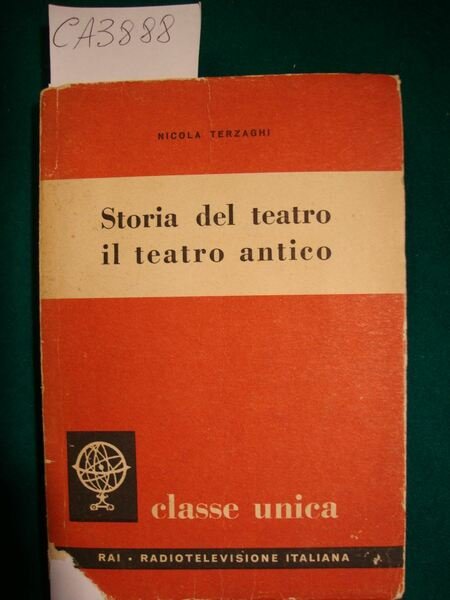 CA3888
NICOLA TERZAGHI
Storia del teatro
il teatro antico
classe unica
RAI • RADIOTELEVISIONE ITALIANA